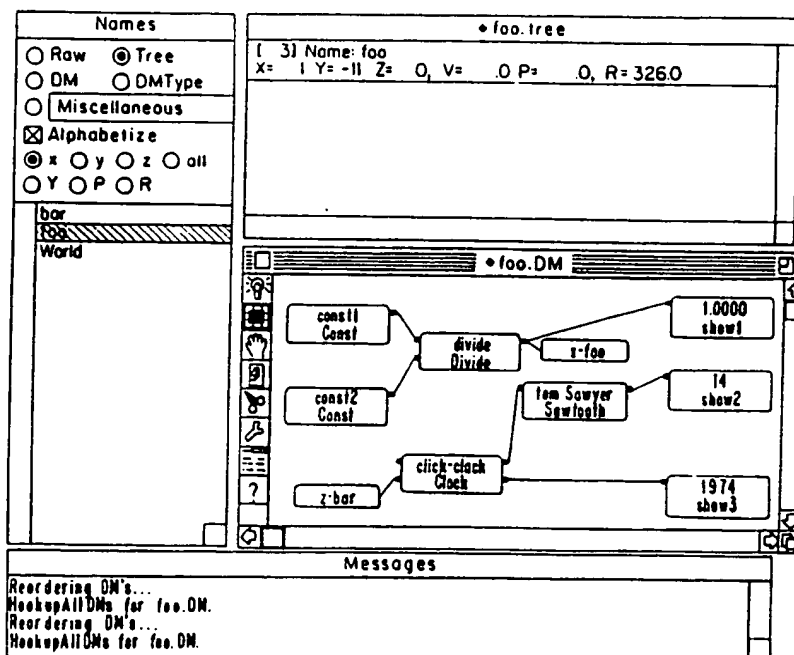 Names
Raw Tree
DM DMType
Miscellaneous
Alphabetize
x y z all
Y P R
bar
foo
World
foo.tree
[ 3] Name: foo
X= 1 Y= -11 Z= 0, V= .0 P= .0, R= 326.0
foo.DM
const1
Const
divide
Divide
x-foo
1.0000
show1
const2
Const
tom Sawyer
Sawtooth
14
show2
click-clack
Clock
z-bar
1974
show3
?
Messages
Reordering DM's...
HookupAllDMs for foo.DM.
Reordering DM's...
HookupAllDMs for foo.DM.